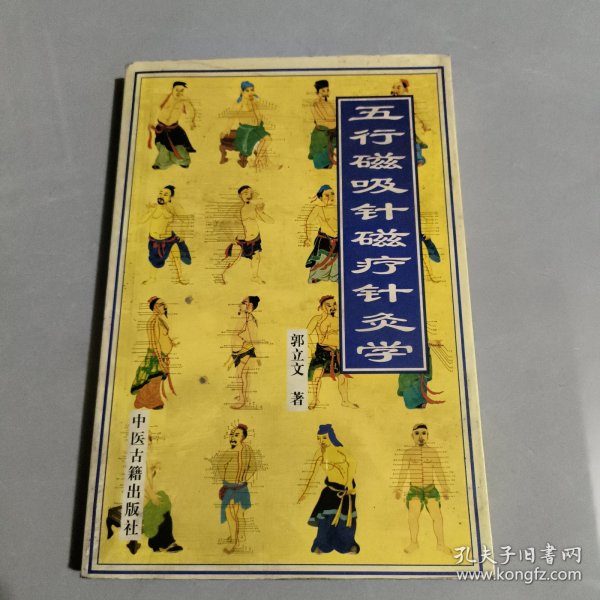 五行磁吸针磁疗针灸学
郭立文 著
中医古籍出版社
孔夫子旧书网
www.kongfz.com